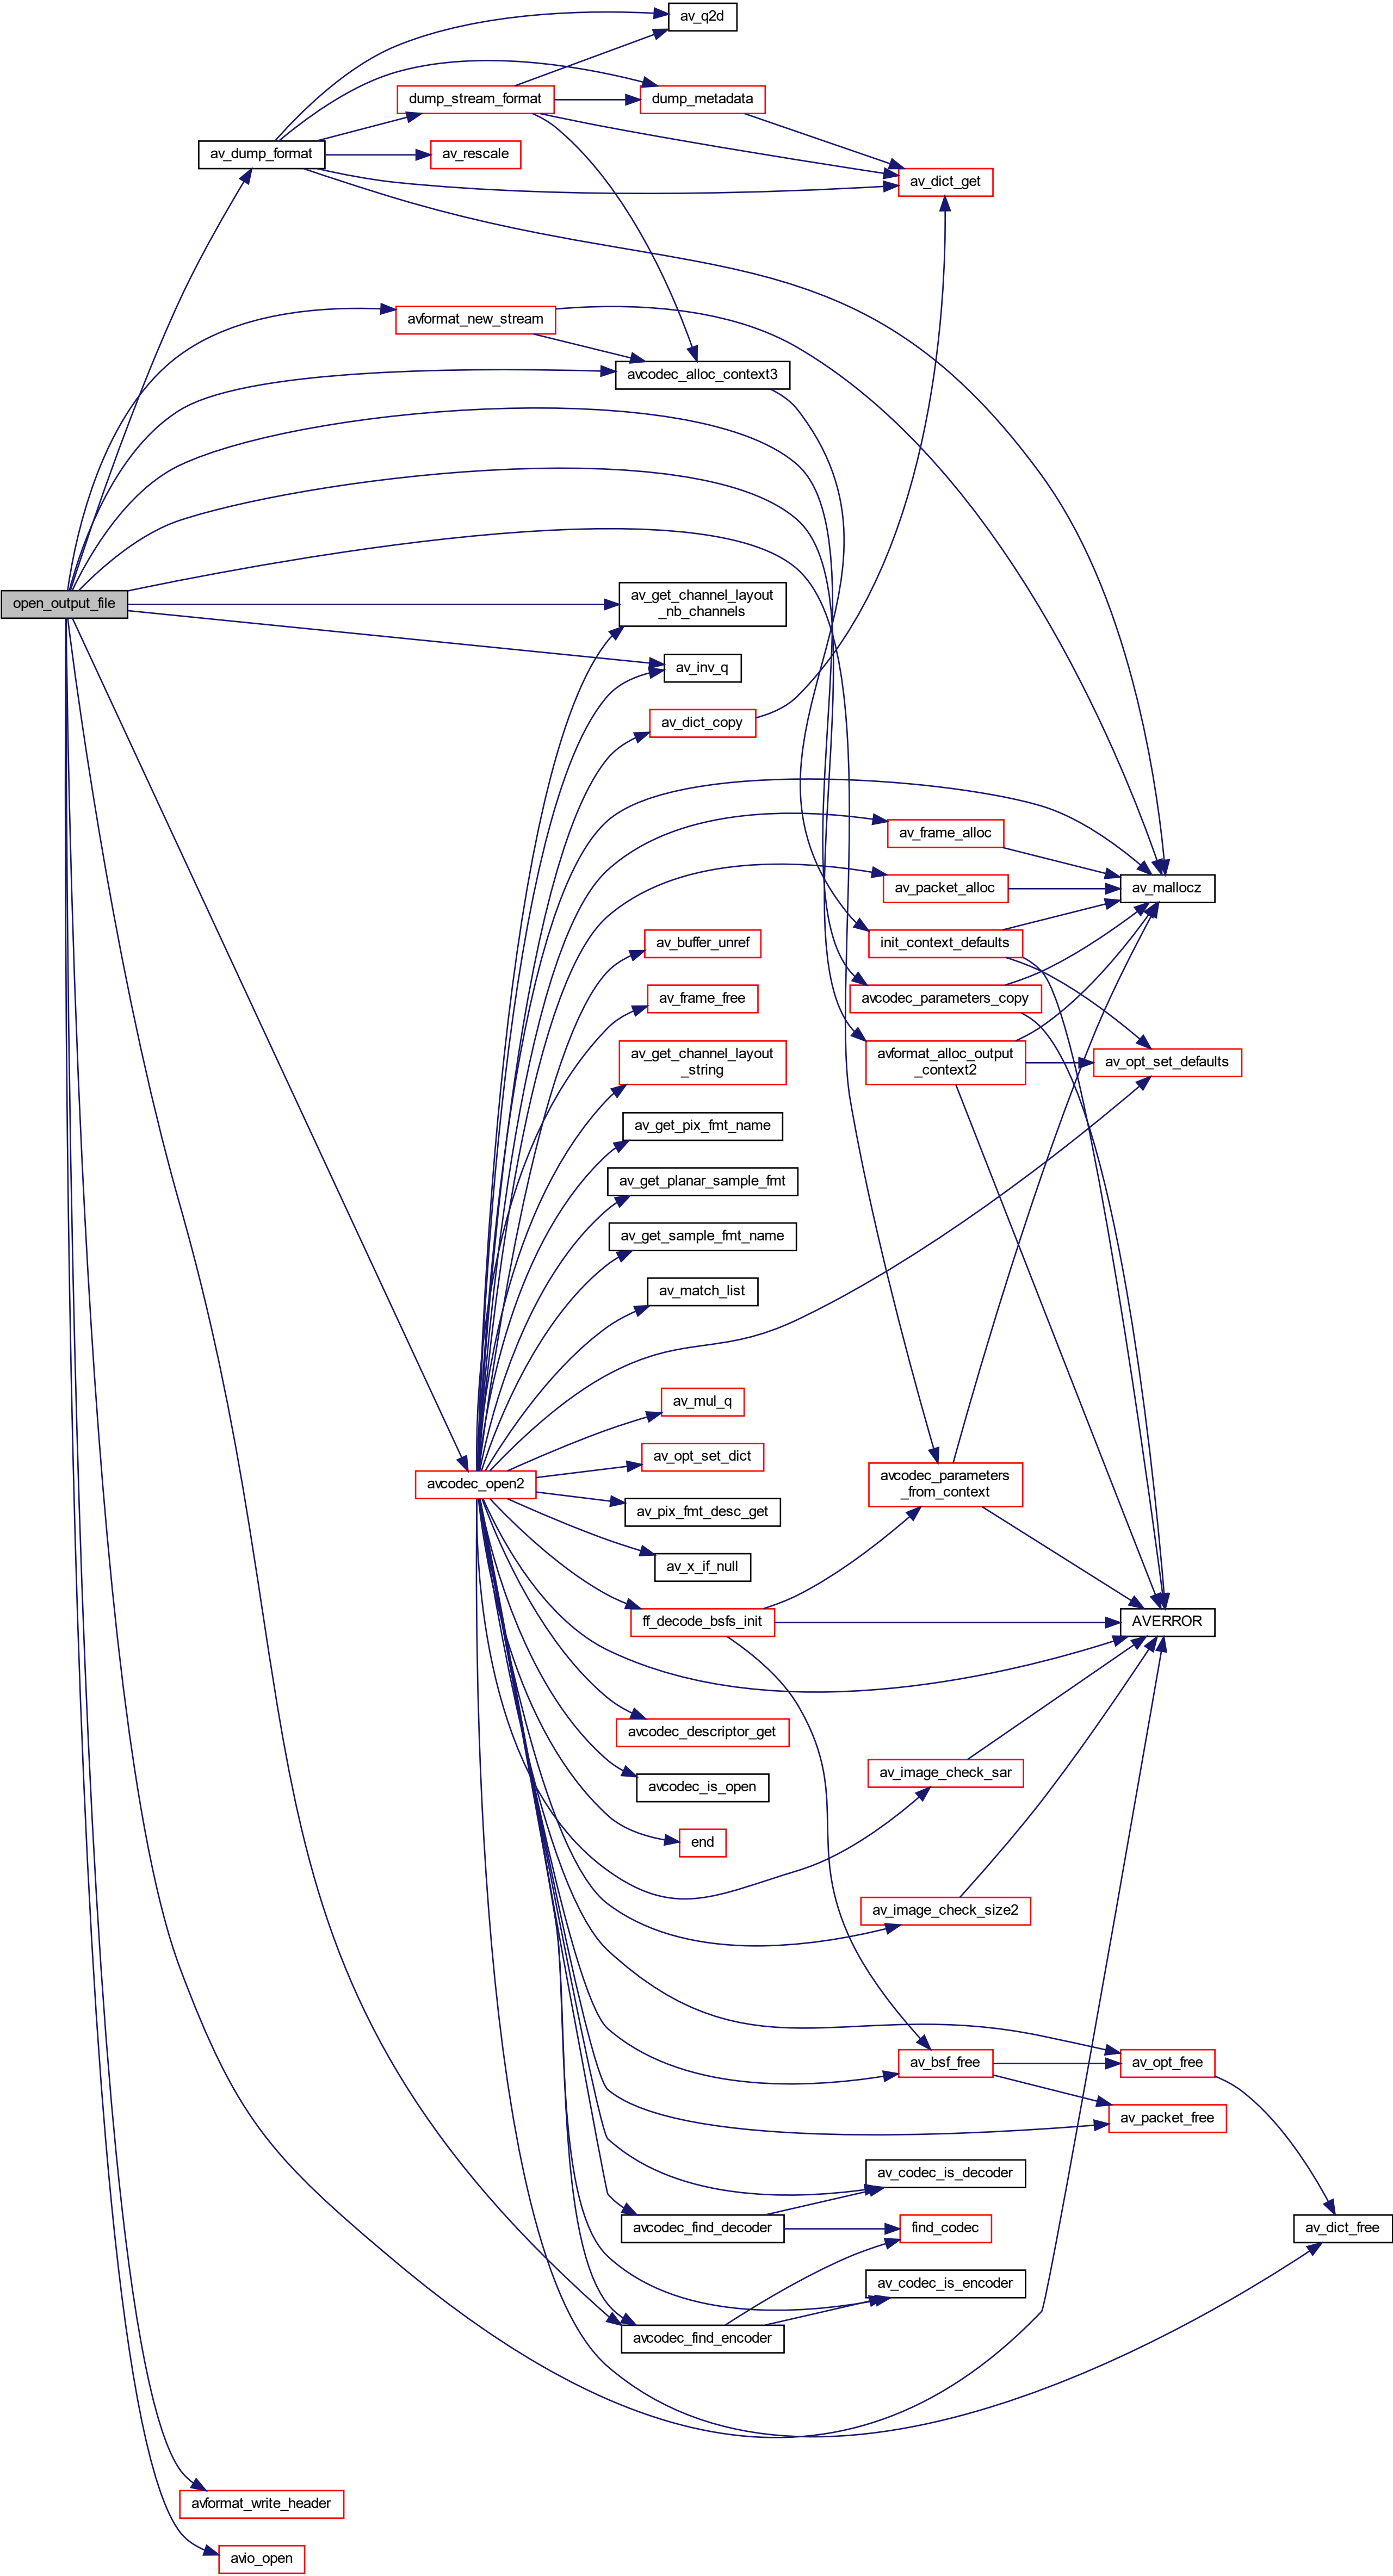 av_q2d
dump_stream_format
dump_metadata
av_dump_format
av_rescale
av_dict_get
avformat_new_stream
avcodec_alloc_context3
open_output_file
av_get_channel_layout
_nb_channels
av_inv_q
av_dict_copy
av_frame_alloc
av_packet_alloc
av_mallocz
av_buffer_unref
init_context_defaults
av_frame_free
avcodec_parameters_copy
av_get_channel_layout
_string
avformat_alloc_output
_context2
av_opt_set_defaults
av_get_pix_fmt_name
av_get_planar_sample_fmt
av_get_sample_fmt_name
av_match_list
av_mul_q
av_opt_set_dict
avcodec_open2
avcodec_parameters
_from_context
av_pix_fmt_desc_get
av_x_if_null
ff_decode_bsfs_init
AVERROR
avcodec_descriptor_get
av_image_check_sar
avcodec_is_open
end
av_image_check_size2
av_bsf_free
av_opt_free
av_packet_free
av_codec_is_decoder
avcodec_find_decoder
find_codec
av_dict_free
av_codec_is_encoder
avcodec_find_encoder
avformat_write_header
avio_open